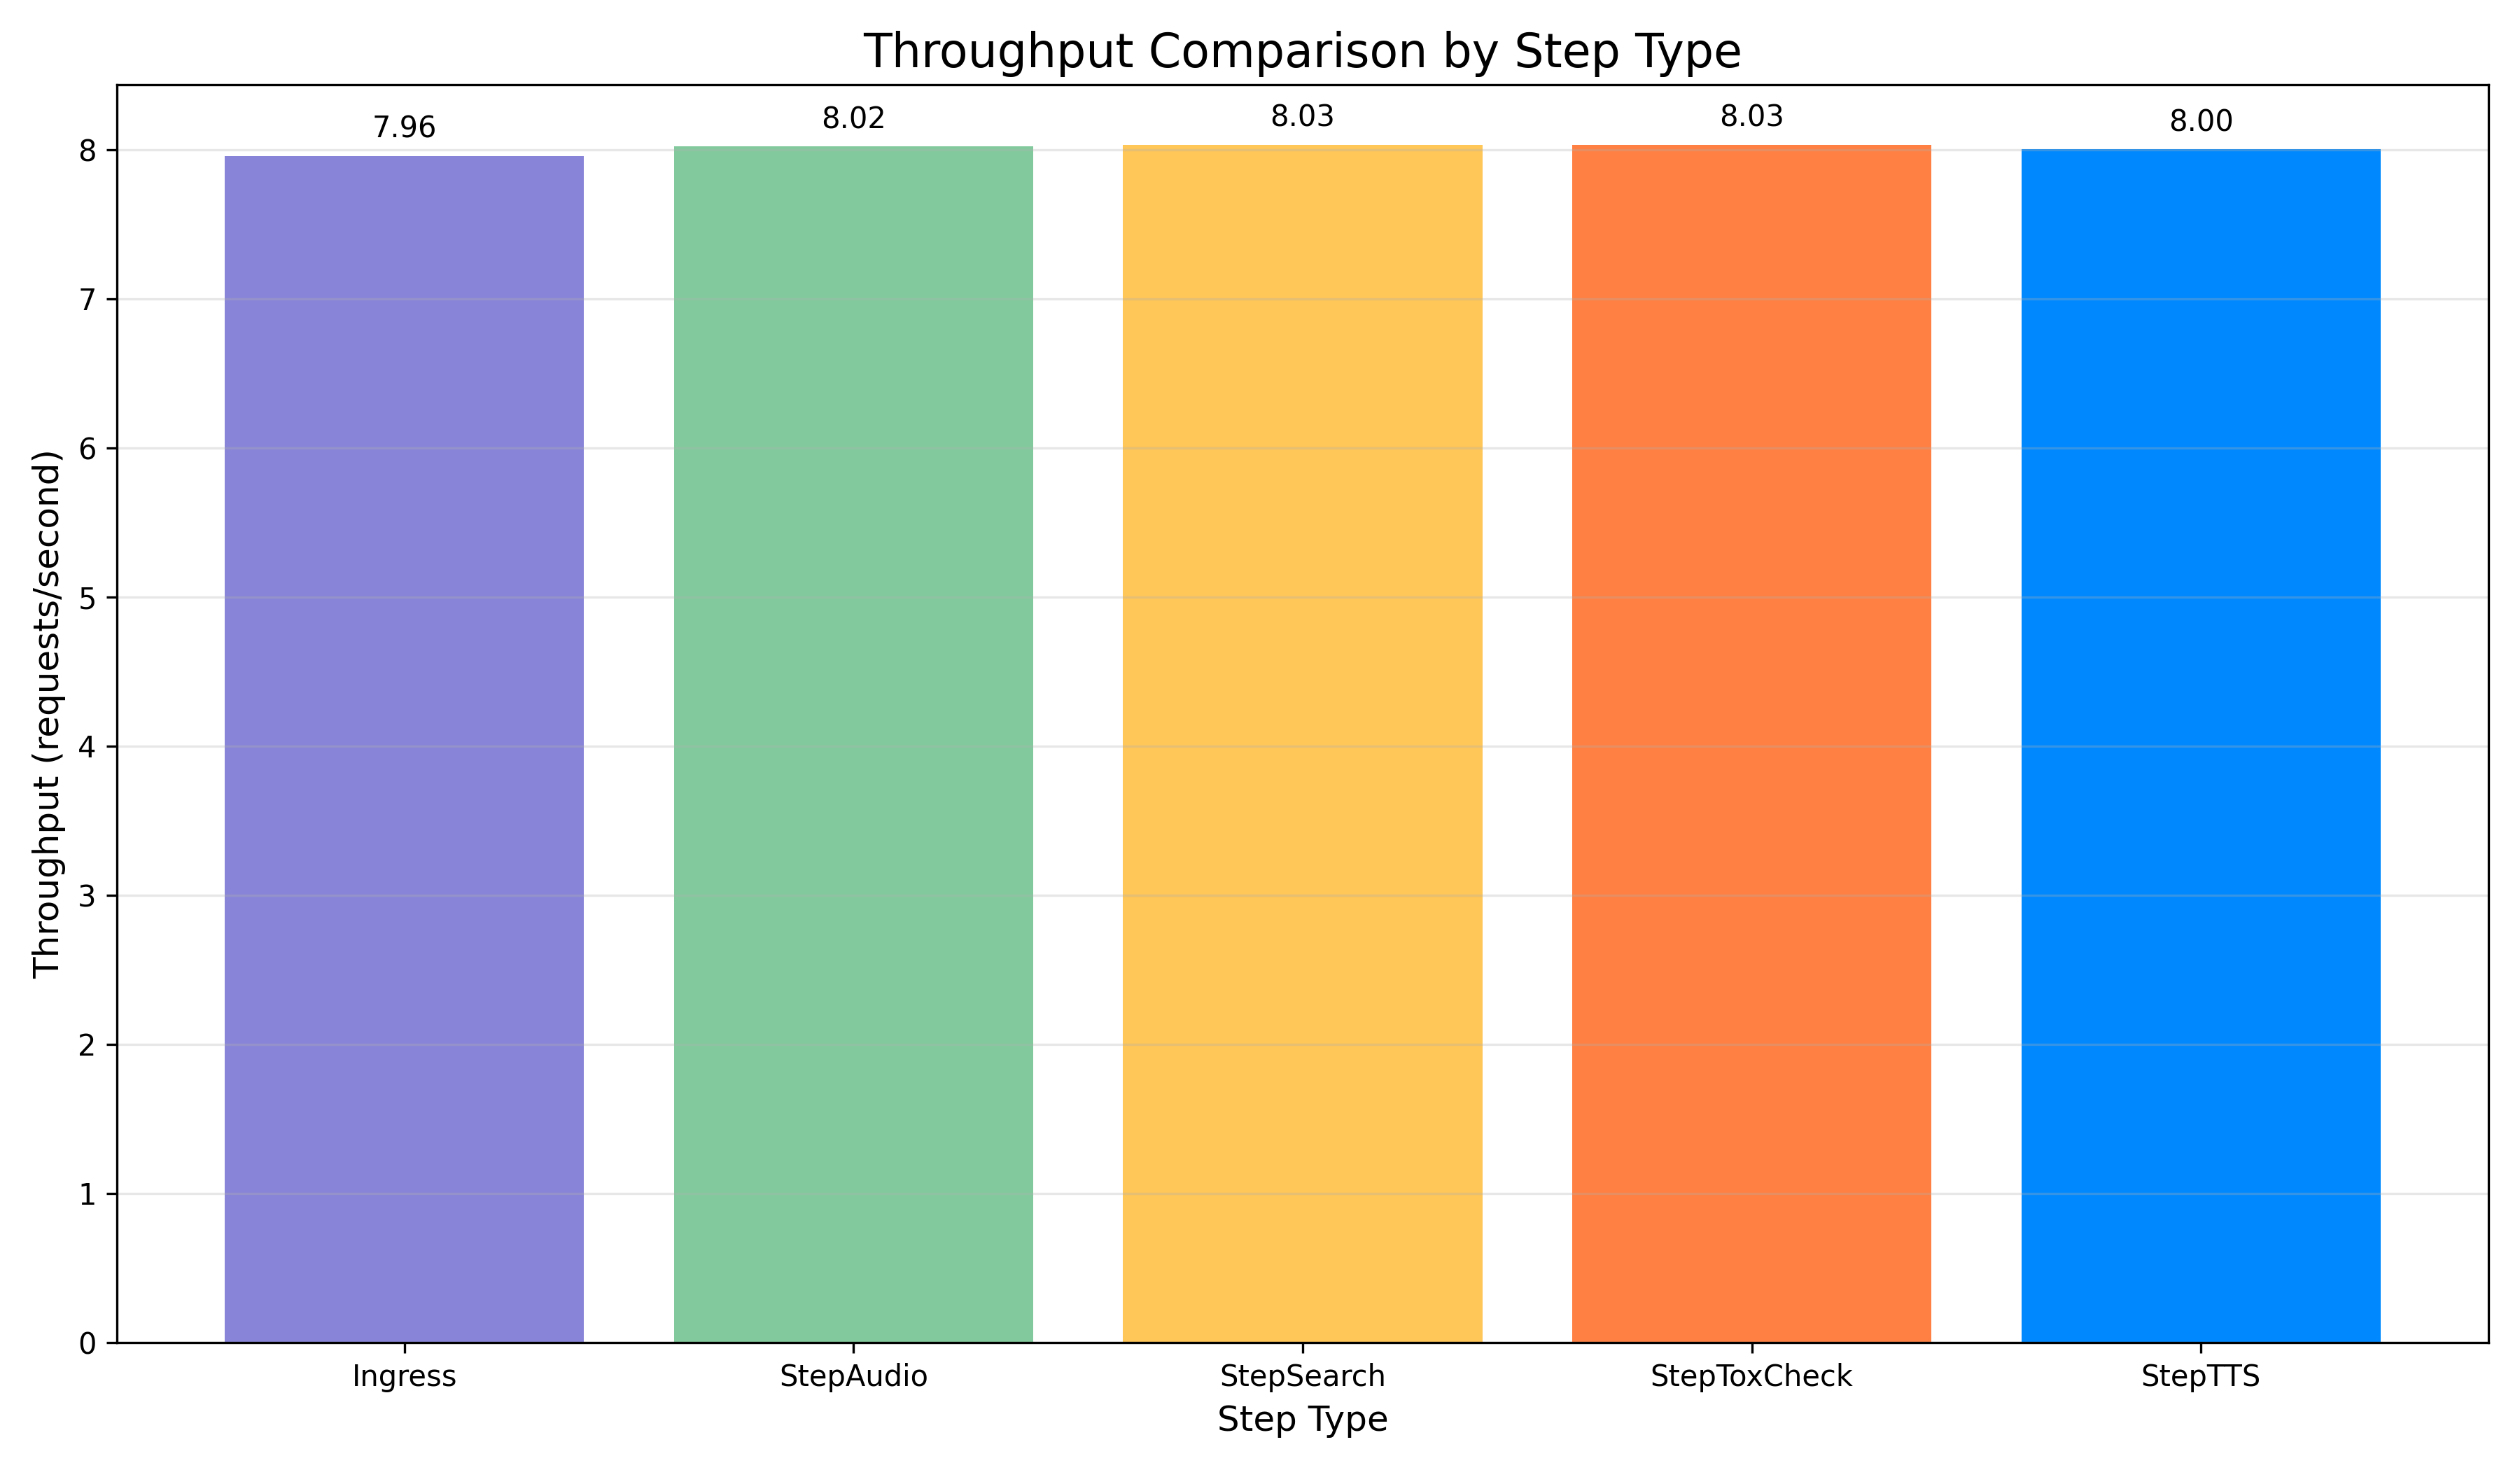 Throughput Comparison by Step Type
7.96
8.02
8.03
8.03
8.00
8
7
6
5
4
3
2
1
0
Throughput (requests/second)
Ingress
StepAudio
StepSearch
StepToxCheck
StepTTS
Step Type